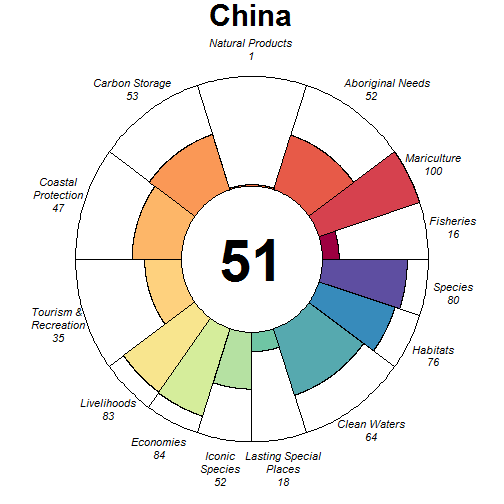 China
Natural Products
1
Carbon Storage
53
Aboriginal Needs
52
Mariculture
100
Coastal
Protection
47
Fisheries
16
51
Species
80
Tourism &
Recreation
35
Habitats
76
Livelihoods
83
Clean Waters
64
Economies
84
Iconic
Species
52
Lasting Special
Places
18